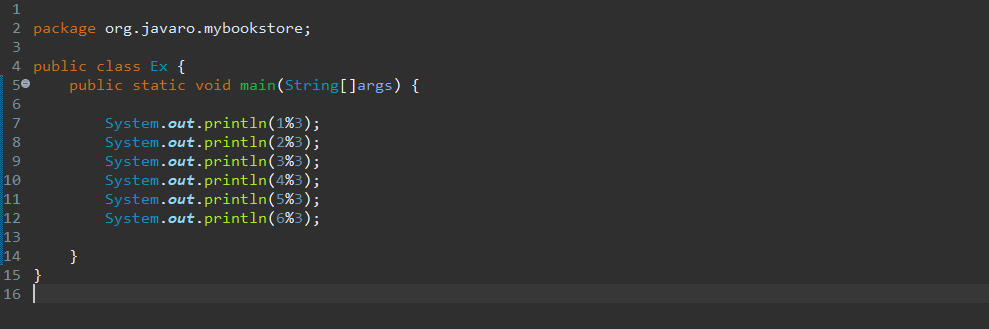 1
2 package org.javaro.mybookstore;
3
4 public class Ex {
5 public static void main(String[]args) {
6
7 System.out.println(1%3);
8 System.out.println(2%3);
9 System.out.println(3%3);
10 System.out.println(4%3);
11 System.out.println(5%3);
12 System.out.println(6%3);
13
14 }
15 }
16